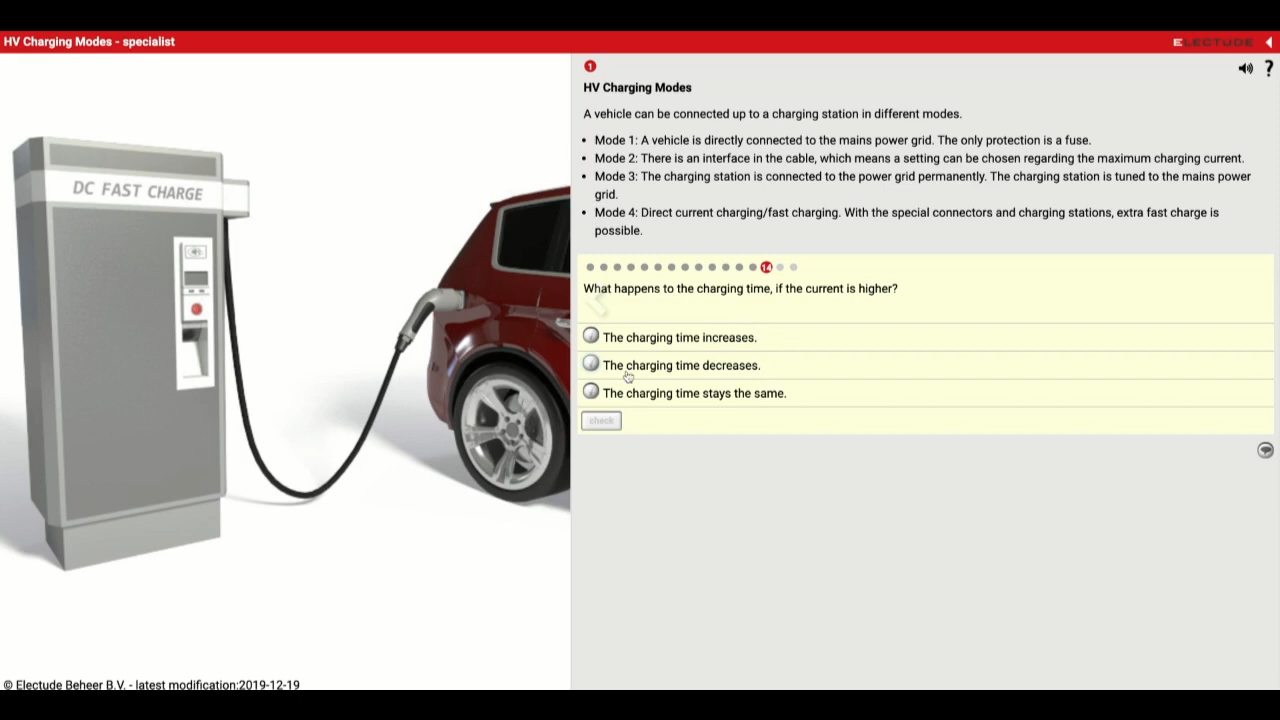 HV Charging Modes - specialist
ELECTUDE
DC FAST CHARGE
1
?
HV Charging Modes
A vehicle can be connected up to a charging station in different modes.
• Mode 1: A vehicle is directly connected to the mains power grid. The only protection is a fuse.
• Mode 2: There is an interface in the cable, which means a setting can be chosen regarding the maximum charging current.
• Mode 3: The charging station is connected to the power grid permanently. The charging station is tuned to the mains power
grid.
• Mode 4: Direct current charging/fast charging. With the special connectors and charging stations, extra fast charge is
possible.
14
What happens to the charging time, if the current is higher?
The charging time increases.
The charging time decreases.
The charging time stays the same.
check
© Electude Beheer B.V. - latest modification:2019-12-19